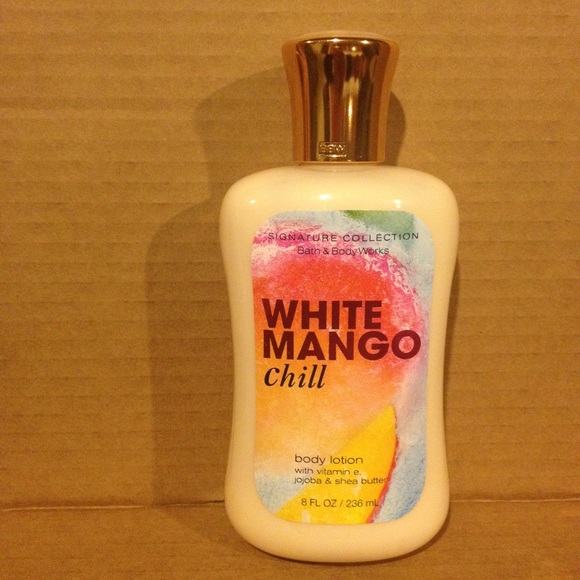 BBW
SIGNATURE COLLECTION
Bath & Body Works
WHITE
MANGO
chill
body lotion
with vitamin e,
jojoba & shea butter
8 FL OZ / 236 mL